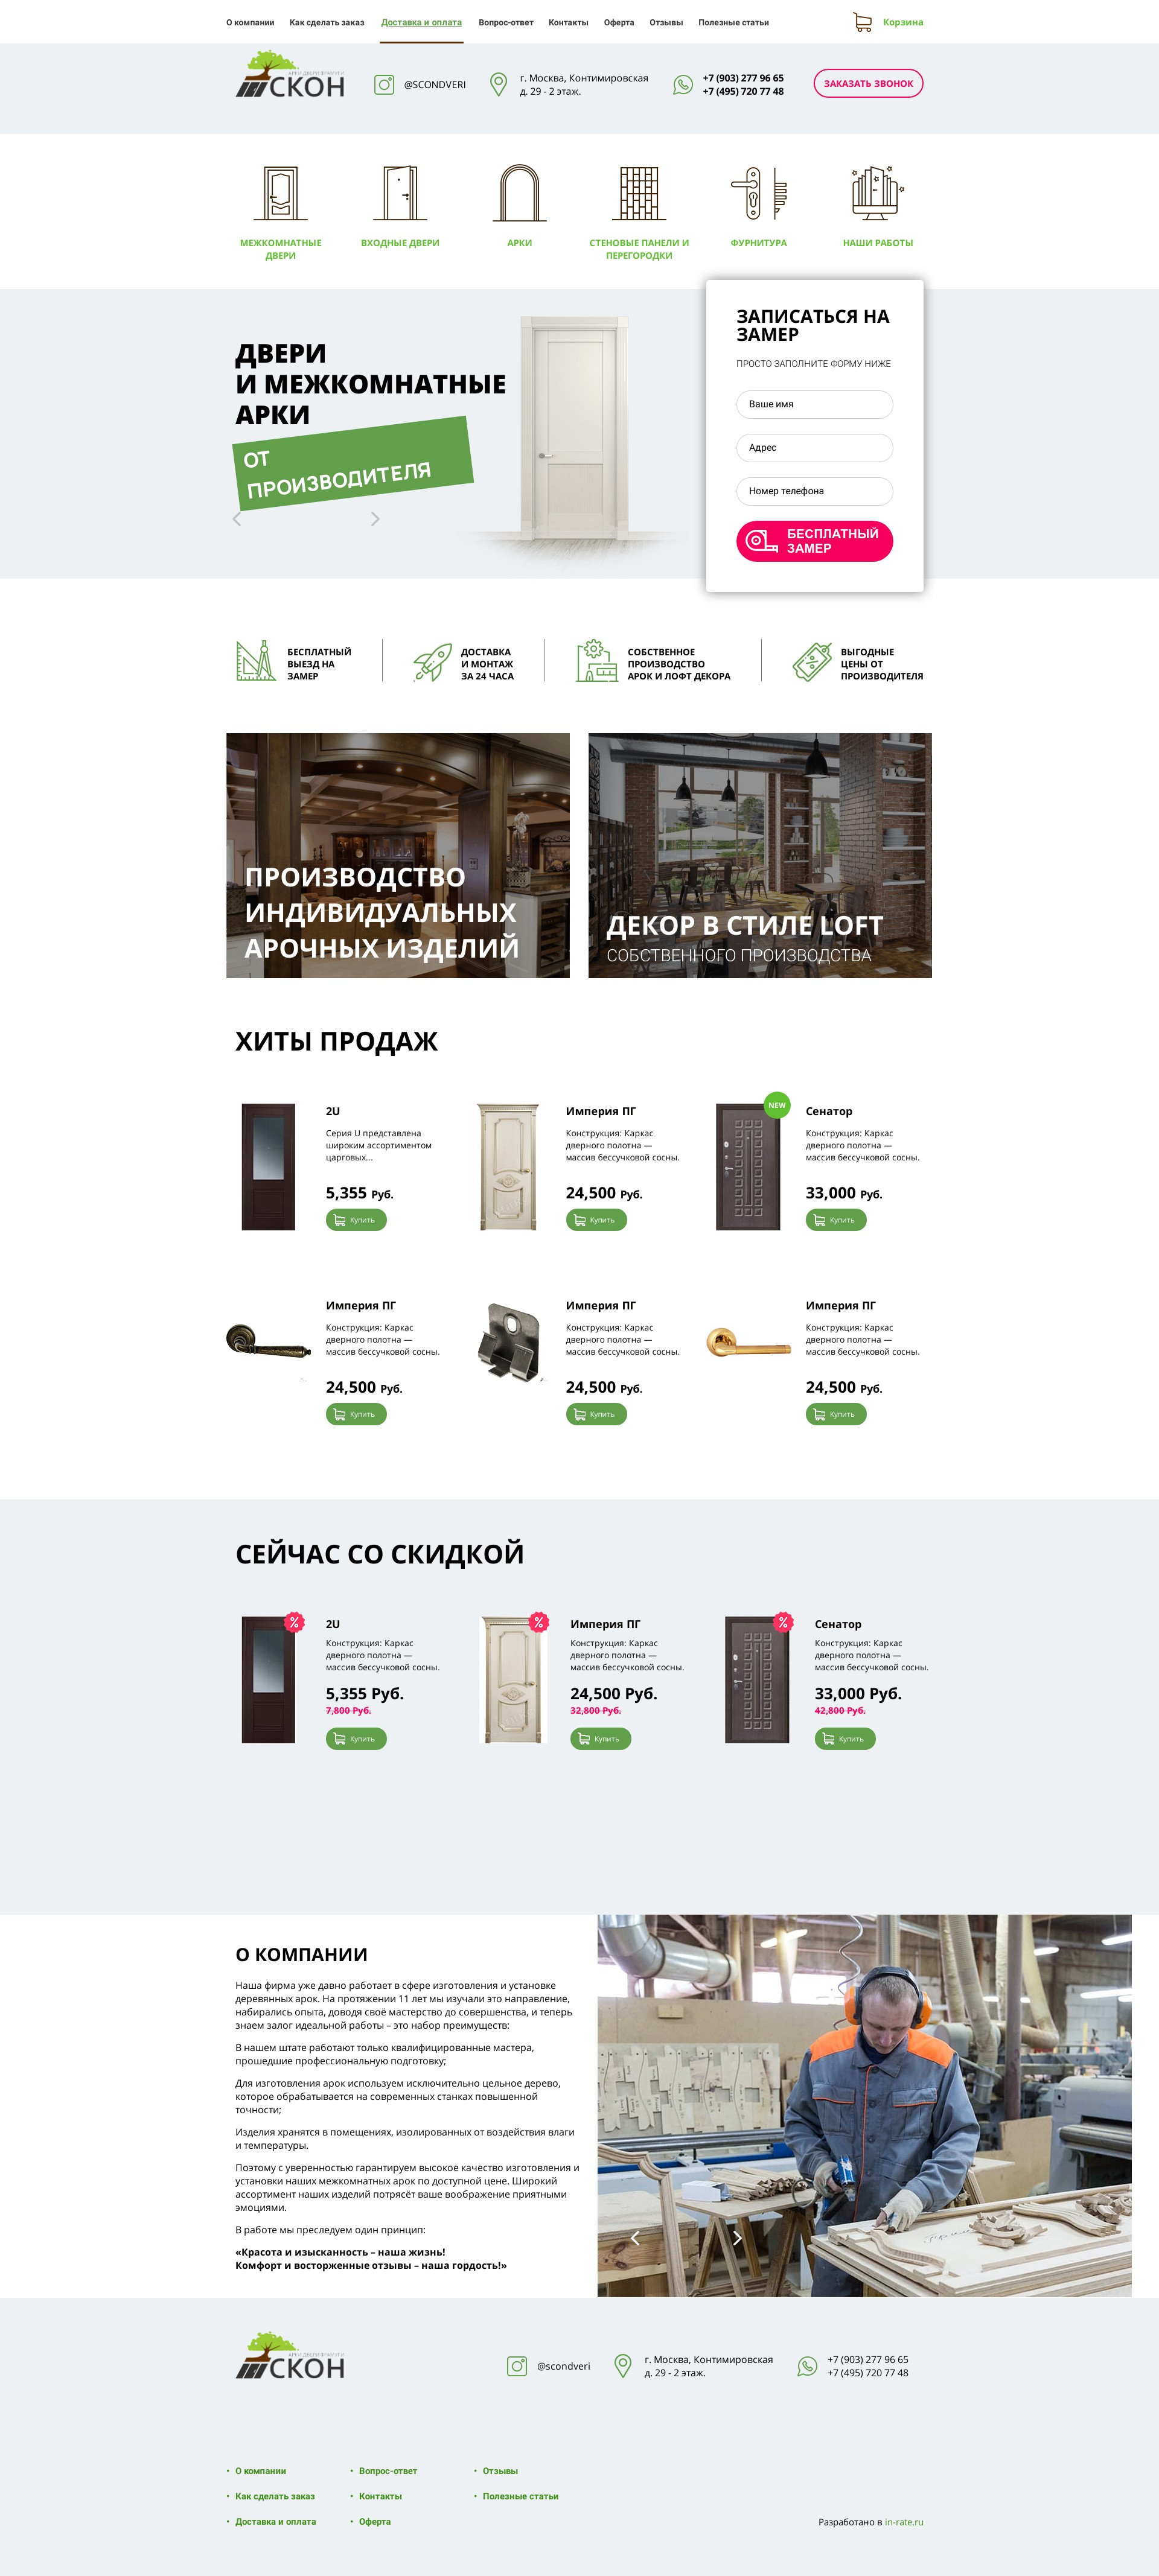 О компании
Как сделать заказ
Доставка и оплата
Вопрос-ответ
Контакты
Оферта
Отзывы
Полезные статьи
Корзина
СКОН
@SCONDVERI
г. Москва, Контимировская
д. 29 - 2 этаж.
+7 (903) 277 96 65
+7 (495) 720 77 48
ЗАКАЗАТЬ ЗВОНОК
МЕЖКОМНАТНЫЕ
ДВЕРИ
ВХОДНЫЕ ДВЕРИ
АРКИ
СТЕНОВЫЕ ПАНЕЛИ И
ПЕРЕГОРОДКИ
ФУРНИТУРА
НАШИ РАБОТЫ
ДВЕРИ
И МЕЖКОМНАТНЫЕ
АРКИ
ОТ
ПРОИЗВОДИТЕЛЯ
ЗАПИСАТЬСЯ НА
ЗАМЕР
ПРОСТО ЗАПОЛНИТЕ ФОРМУ НИЖЕ
Ваше имя
Адрес
Номер телефона
БЕСПЛАТНЫЙ
ЗАМЕР
БЕСПЛАТНЫЙ
ВЫЕЗД НА
ЗАМЕР
ДОСТАВКА
И МОНТАЖ
ЗА 24 ЧАСА
СОБСТВЕННОЕ
ПРОИЗВОДСТВО
АРОК И ЛОФТ ДЕКОРА
ВЫГОДНЫЕ
ЦЕНЫ ОТ
ПРОИЗВОДИТЕЛЯ
ПРОИЗВОДСТВО
ИНДИВИДУАЛЬНЫХ
АРОЧНЫХ ИЗДЕЛИЙ
ДЕКОР В СТИЛЕ LOFT
СОБСТВЕННОГО ПРОИЗВОДСТВА
ХИТЫ ПРОДАЖ
2U
Серия U представлена
широким ассортиментом
царговых...
5,355 Руб.
Купить
Империя ПГ
Конструкция: Каркас
дверного полотна —
массив бессучковой сосны.
24,500 Руб.
Купить
NEW
Сенатор
Конструкция: Каркас
дверного полотна —
массив бессучковой сосны.
33,000 Руб.
Купить
Империя ПГ
Конструкция: Каркас
дверного полотна —
массив бессучковой сосны.
24,500 Руб.
Купить
Империя ПГ
Конструкция: Каркас
дверного полотна —
массив бессучковой сосны.
24,500 Руб.
Купить
Империя ПГ
Конструкция: Каркас
дверного полотна —
массив бессучковой сосны.
24,500 Руб.
Купить
СЕЙЧАС СО СКИДКОЙ
%
2U
Конструкция: Каркас
дверного полотна —
массив бессучковой сосны.
5,355 Руб.
7,800 Руб.
Купить
%
Империя ПГ
Конструкция: Каркас
дверного полотна —
массив бессучковой сосны.
24,500 Руб.
32,800 Руб.
Купить
%
Сенатор
Конструкция: Каркас
дверного полотна —
массив бессучковой сосны.
33,000 Руб.
42,800 Руб.
Купить
О КОМПАНИИ
Наша фирма уже давно работает в сфере изготовления и установке
деревянных арок. На протяжении 11 лет мы изучали это направление,
набирались опыта, доводя своё мастерство до совершенства, и теперь
знаем залог идеальной работы – это набор преимуществ:
В нашем штате работают только квалифицированные мастера,
прошедшие профессиональную подготовку;
Для изготовления арок используем исключительно цельное дерево,
которое обрабатывается на современных станках повышенной
точности;
Изделия хранятся в помещениях, изолированных от воздействия влаги
и температуры.
Поэтому с уверенностью гарантируем высокое качество изготовления и
установки наших межкомнатных арок по доступной цене. Широкий
ассортимент наших изделий потрясёт ваше воображение приятными
эмоциями.
В работе мы преследуем один принцип:
«Красота и изысканность – наша жизнь!
Комфорт и восторженные отзывы – наша гордость!»
СКОН
@scondveri
г. Москва, Контимировская
д. 29 - 2 этаж.
+7 (903) 277 96 65
+7 (495) 720 77 48
• О компании
• Как сделать заказ
• Доставка и оплата
• Вопрос-ответ
• Контакты
• Оферта
• Отзывы
• Полезные статьи
Разработано в in-rate.ru